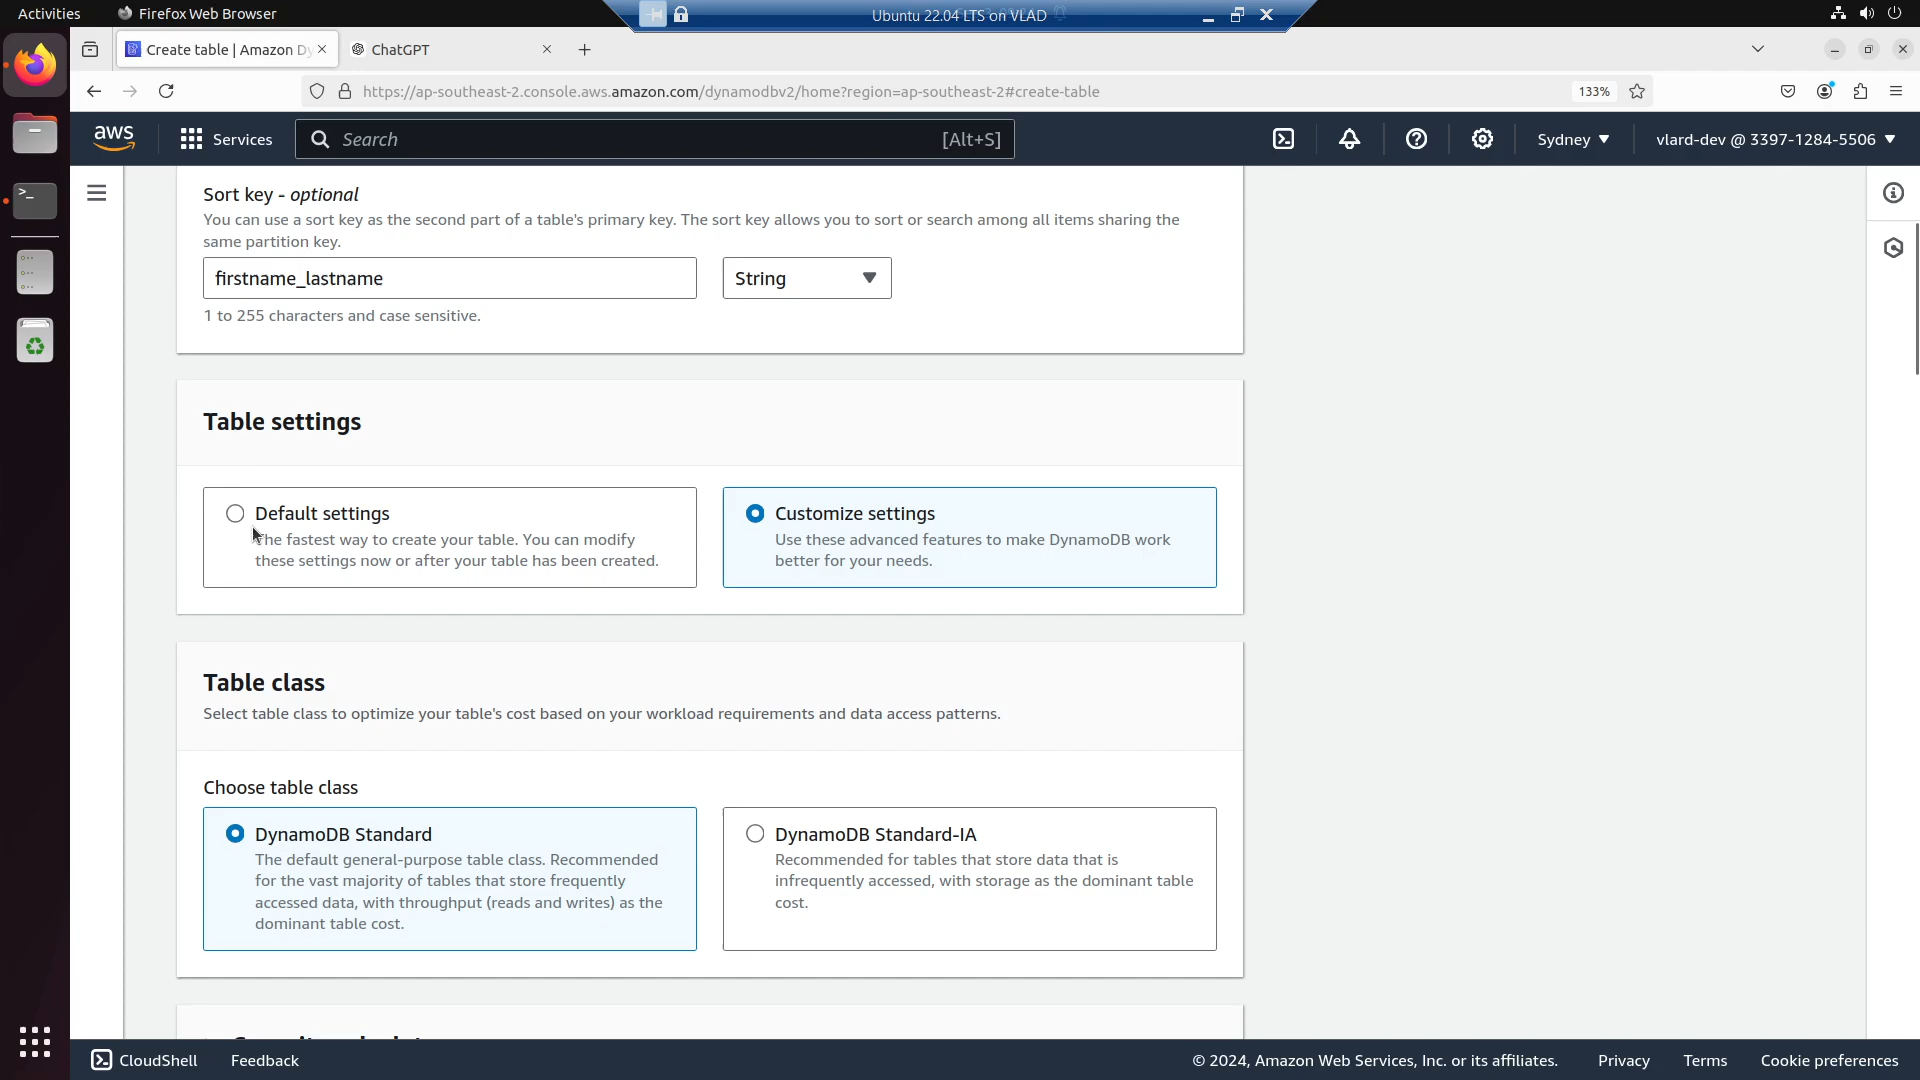 Activities
Firefox Web Browser
Ubuntu 22.04 LTS on VLAD
Create table | Amazon Dy
ChatGPT
https://ap-southeast-2.console.aws.amazon.com/dynamodbv2/home?region=ap-southeast-2#create-table
133%
aws
Services
Search
[Alt+S]
Sydney
vlard-dev @ 3397-1284-5506
Sort key - optional
You can use a sort key as the second part of a table's primary key. The sort key allows you to sort or search among all items sharing the
same partition key.
firstname_lastname
String
1 to 255 characters and case sensitive.
Table settings
Default settings
The fastest way to create your table. You can modify
these settings now or after your table has been created.
Customize settings
Use these advanced features to make DynamoDB work
better for your needs.
Table class
Select table class to optimize your table's cost based on your workload requirements and data access patterns.
Choose table class
DynamoDB Standard
The default general-purpose table class. Recommended
for the vast majority of tables that store frequently
accessed data, with throughput (reads and writes) as the
dominant table cost.
DynamoDB Standard-IA
Recommended for tables that store data that is
infrequently accessed, with storage as the dominant table
cost.
CloudShell
Feedback
© 2024, Amazon Web Services, Inc. or its affiliates.
Privacy
Terms
Cookie preferences